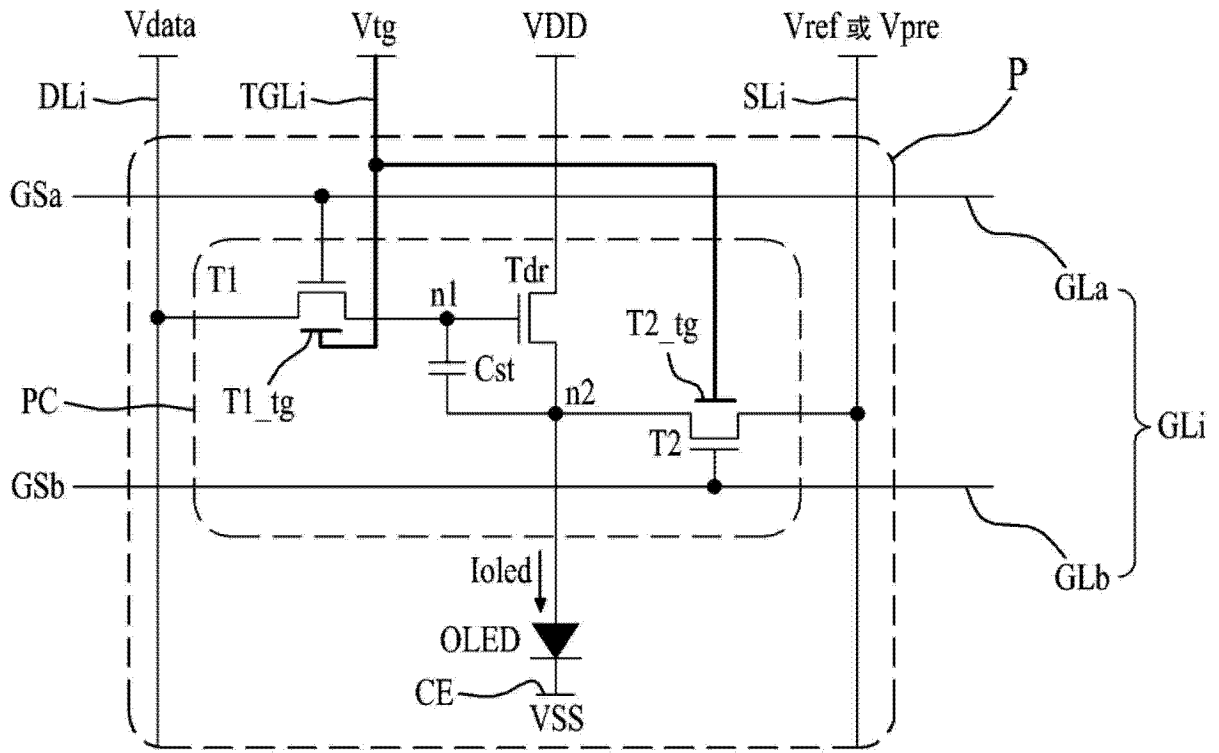 Vdata
Vtg
VDD
Vref 或 Vpre
DLi
TGLi
SLi
P
GSa
T1
Tdr
n1
GLa
T2_tg
Cst
PC
T1_tg
n2
GLi
T2
GSb
Ioled
GLb
OLED
CE
VSS